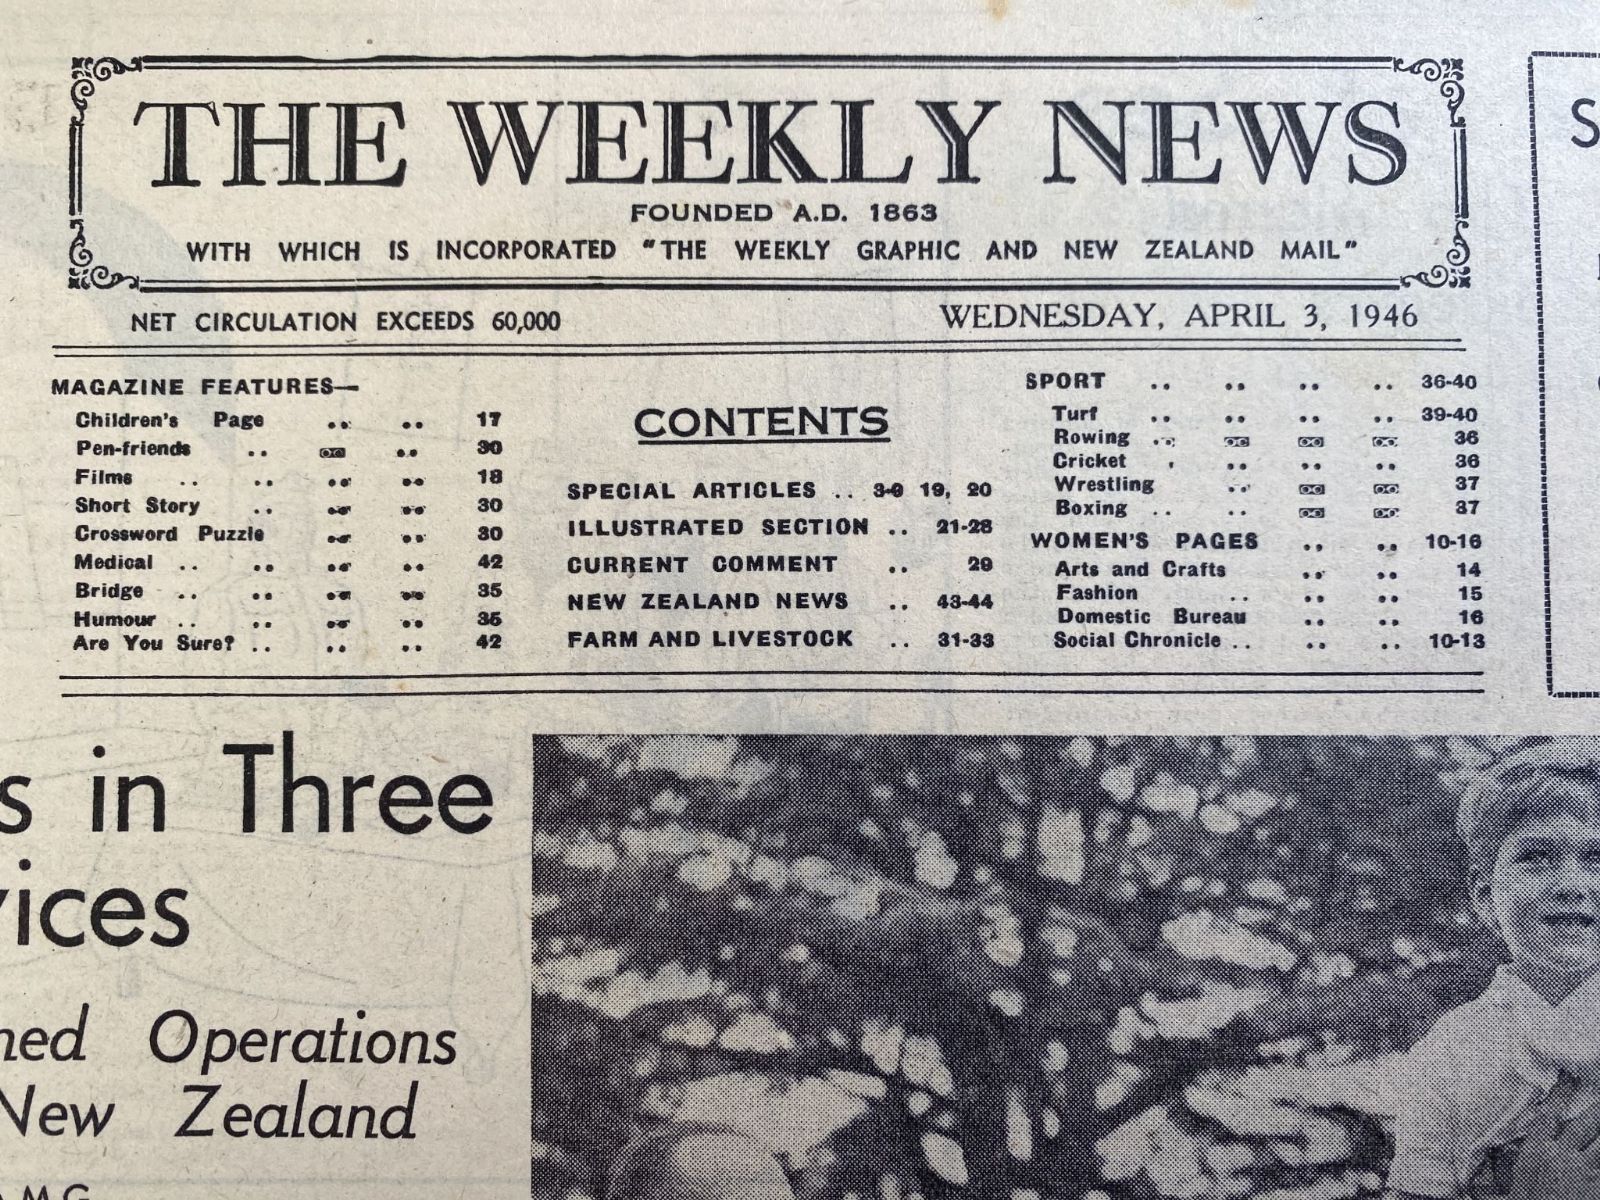 THE WEEKLY NEWS
FOUNDED A.D. 1863
WITH WHICH IS INCORPORATED "THE WEEKLY GRAPHIC AND NEW ZEALAND MAIL"
NET CIRCULATION EXCEEDS 60,000
WEDNESDAY, APRIL 3, 1946
MAGAZINE FEATURES—
Children's Page .. .. 17
Pen-friends .. .. .. 30
Films .. .. .. .. 18
Short Story .. .. .. 30
Crossword Puzzle .. .. 30
Medical .. .. .. .. 42
Bridge .. .. .. .. 35
Humour .. .. .. .. 35
Are You Sure? .. .. .. 42
CONTENTS
SPECIAL ARTICLES .. 3-9 19, 20
ILLUSTRATED SECTION .. 21-28
CURRENT COMMENT .. 29
NEW ZEALAND NEWS .. 43-44
FARM AND LIVESTOCK .. 31-33
SPORT .. .. .. .. 36-40
Turf .. .. .. .. 39-40
Rowing .. .. .. .. 36
Cricket . .. .. .. 36
Wrestling .. .. .. 37
Boxing .. .. .. .. 37
WOMEN'S PAGES .. .. 10-16
Arts and Crafts .. .. 14
Fashion .. .. .. 15
Domestic Bureau .. .. 16
Social Chronicle .. .. .. 10-13
S
s in Three
vices
ned Operations
New Zealand